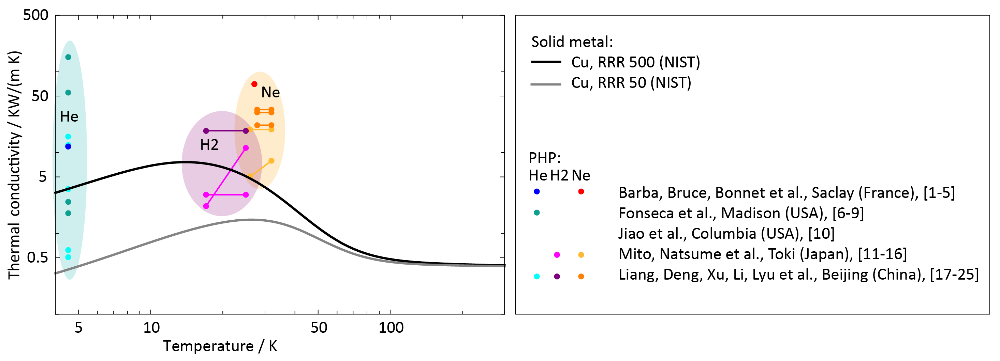 500
50
5
0.5
Thermal conductivity / KW/(m K)
He
H2
Ne
5
10
50
100
Temperature / K
Solid metal:
Cu, RRR 500 (NIST)
Cu, RRR 50 (NIST)
PHP:
He H2 Ne
Barba, Bruce, Bonnet et al., Saclay (France), [1-5]
Fonseca et al., Madison (USA), [6-9]
Jiao et al., Columbia (USA), [10]
Mito, Natsume et al., Toki (Japan), [11-16]
Liang, Deng, Xu, Li, Lyu et al., Beijing (China), [17-25]